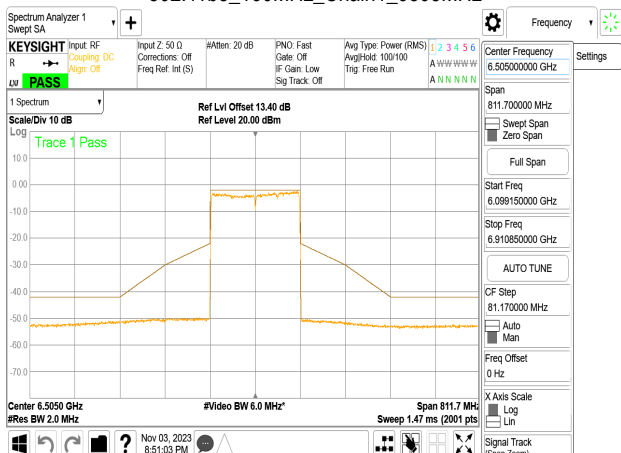 Spectrum Analyzer 1
Swept SA
+
Frequency
KEYSIGHT
R
LXI
PASS
Input: RF
Coupling: DC
Align: Off
Input Z: 50 Ω
Corrections: Off
Freq Ref: Int (S)
#Atten: 20 dB
PNO: Fast
Gate: Off
IF Gain: Low
Sig Track: Off
Avg Type: Power (RMS)
Avg|Hold: 100/100
Trig: Free Run
1 2 3 4 5 6
A W W W W W
A N N N N N
1 Spectrum
Scale/Div 10 dB
Ref Lvl Offset 13.40 dB
Ref Level 20.00 dBm
Log
Trace 1 Pass
10.0
0.00
-10.0
-20.0
-30.0
-40.0
-50.0
-60.0
-70.0
Center 6.5050 GHz
#Res BW 2.0 MHz
#Video BW 6.0 MHz*
Span 811.7 MHz
Sweep 1.47 ms (2001 pts
?
Nov 03, 2023
8:51:03 PM
Center Frequency
6.505000000 GHz
Span
811.700000 MHz
Swept Span
Zero Span
Full Span
Start Freq
6.099150000 GHz
Stop Freq
6.910850000 GHz
AUTO TUNE
CF Step
81.170000 MHz
Auto
Man
Freq Offset
0 Hz
X Axis Scale
Log
Lin
Signal Track
(Span Zoom)
Settings